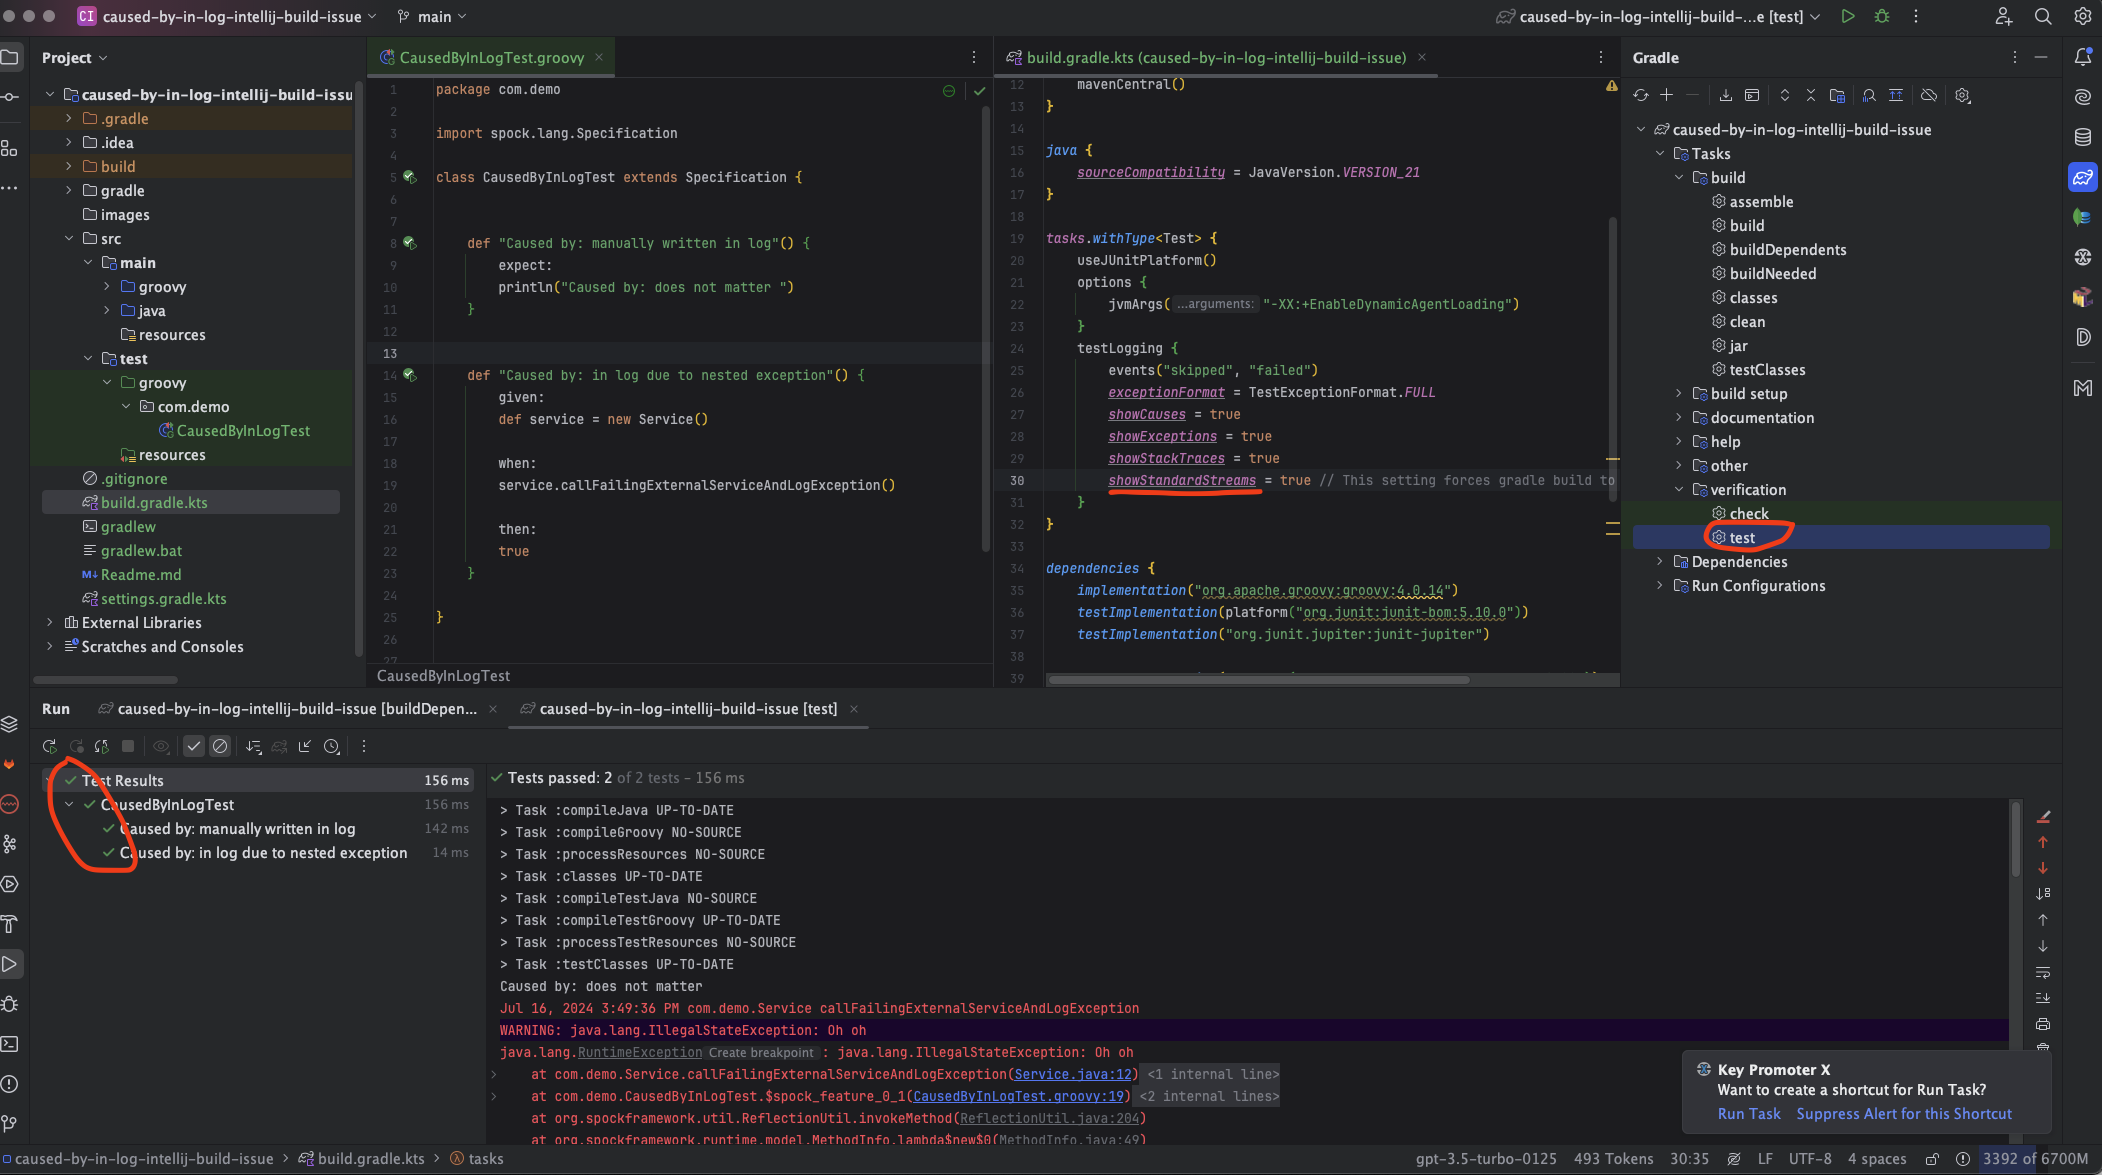 CI caused-by-in-log-intellij-build-issue main caused-by-in-log-intellij-build-...e [test]
Project
caused-by-in-log-intellij-build-issu
.gradle
.idea
build
gradle
images
src
main
groovy
java
resources
test
groovy
com.demo
CausedByInLogTest
resources
.gitignore
build.gradle.kts
gradlew
gradlew.bat
Readme.md
settings.gradle.kts
External Libraries
Scratches and Consoles
CausedByInLogTest.groovy
1 package com.demo
2
3 import spock.lang.Specification
4
5 class CausedByInLogTest extends Specification {
6
7
8 def "Caused by: manually written in log"() {
9 expect:
10 println("Caused by: does not matter ")
11 }
12
13
14 def "Caused by: in log due to nested exception"() {
15 given:
16 def service = new Service()
17
18 when:
19 service.callFailingExternalServiceAndLogException()
20
21 then:
22 true
23 }
24
25 }
26
27
CausedByInLogTest
build.gradle.kts (caused-by-in-log-intellij-build-issue)
12 mavenCentral()
13 }
14
15 java {
16 sourceCompatibility = JavaVersion.VERSION_21
17 }
18
19 tasks.withType<Test> {
20 useJUnitPlatform()
21 options {
22 jvmArgs( ...arguments: "-XX:+EnableDynamicAgentLoading")
23 }
24 testLogging {
25 events("skipped", "failed")
26 exceptionFormat = TestExceptionFormat.FULL
27 showCauses = true
28 showExceptions = true
29 showStackTraces = true
30 showStandardStreams = true // This setting forces gradle build to
31 }
32 }
33
34 dependencies {
35 implementation("org.apache.groovy:groovy:4.0.14")
36 testImplementation(platform("org.junit:junit-bom:5.10.0"))
37 testImplementation("org.junit.jupiter:junit-jupiter")
38
39
Gradle
caused-by-in-log-intellij-build-issue
Tasks
build
assemble
build
buildDependents
buildNeeded
classes
clean
jar
testClasses
build setup
documentation
help
other
verification
check
test
Dependencies
Run Configurations
Run caused-by-in-log-intellij-build-issue [buildDepen... caused-by-in-log-intellij-build-issue [test]
Test Results 156 ms
CausedByInLogTest 156 ms
Caused by: manually written in log 142 ms
Caused by: in log due to nested exception 14 ms
Tests passed: 2 of 2 tests – 156 ms
> Task :compileJava UP-TO-DATE
> Task :compileGroovy NO-SOURCE
> Task :processResources NO-SOURCE
> Task :classes UP-TO-DATE
> Task :compileTestJava NO-SOURCE
> Task :compileTestGroovy UP-TO-DATE
> Task :processTestResources NO-SOURCE
> Task :testClasses UP-TO-DATE
Caused by: does not matter
Jul 16, 2024 3:49:36 PM com.demo.Service callFailingExternalServiceAndLogException
WARNING: java.lang.IllegalStateException: Oh oh
java.lang.RuntimeException Create breakpoint : java.lang.IllegalStateException: Oh oh
at com.demo.Service.callFailingExternalServiceAndLogException(Service.java:12) <1 internal line>
at com.demo.CausedByInLogTest.$spock_feature_0_1(CausedByInLogTest.groovy:19) <2 internal lines>
at org.spockframework.util.ReflectionUtil.invokeMethod(ReflectionUtil.java:204)
at org.spockframework.runtime.model.MethodInfo.lambda$new$0(MethodInfo.java:49)
Key Promoter X
Want to create a shortcut for Run Task?
Run Task Suppress Alert for this Shortcut
caused-by-in-log-intellij-build-issue > build.gradle.kts > tasks
gpt-3.5-turbo-0125 493 Tokens 30:35 LF UTF-8 4 spaces 3392 of 6700M